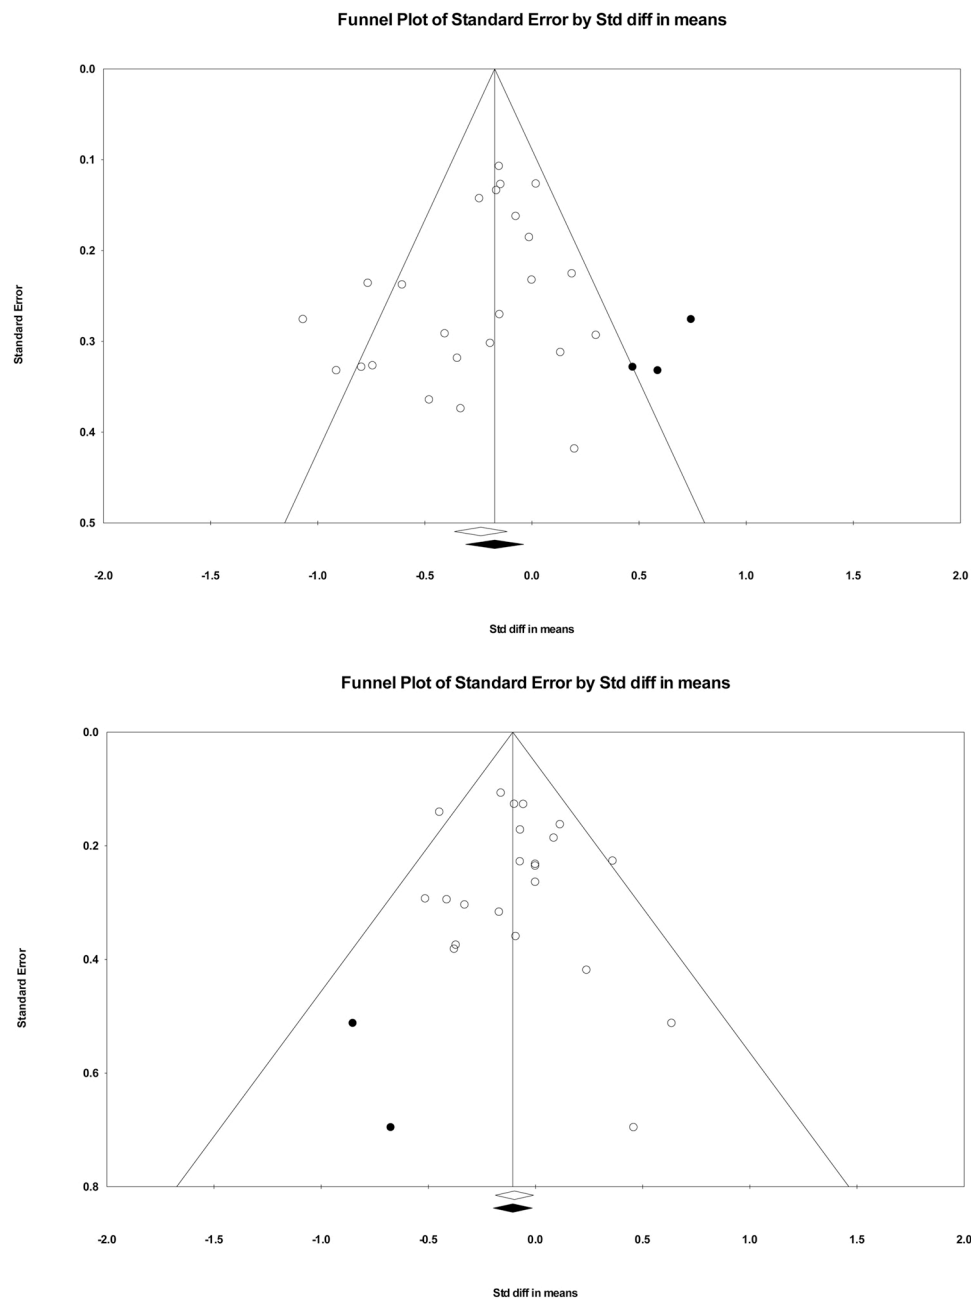 Funnel Plot of Standard Error by Std diff in means
0.0
0.1
0.2
0.3
0.4
0.5
Standard Error
-2.0 -1.5 -1.0 -0.5 0.0 0.5 1.0 1.5 2.0
Std diff in means
Funnel Plot of Standard Error by Std diff in means
0.0
0.2
0.4
0.6
0.8
Standard Error
-2.0 -1.5 -1.0 -0.5 0.0 0.5 1.0 1.5 2.0
Std diff in means